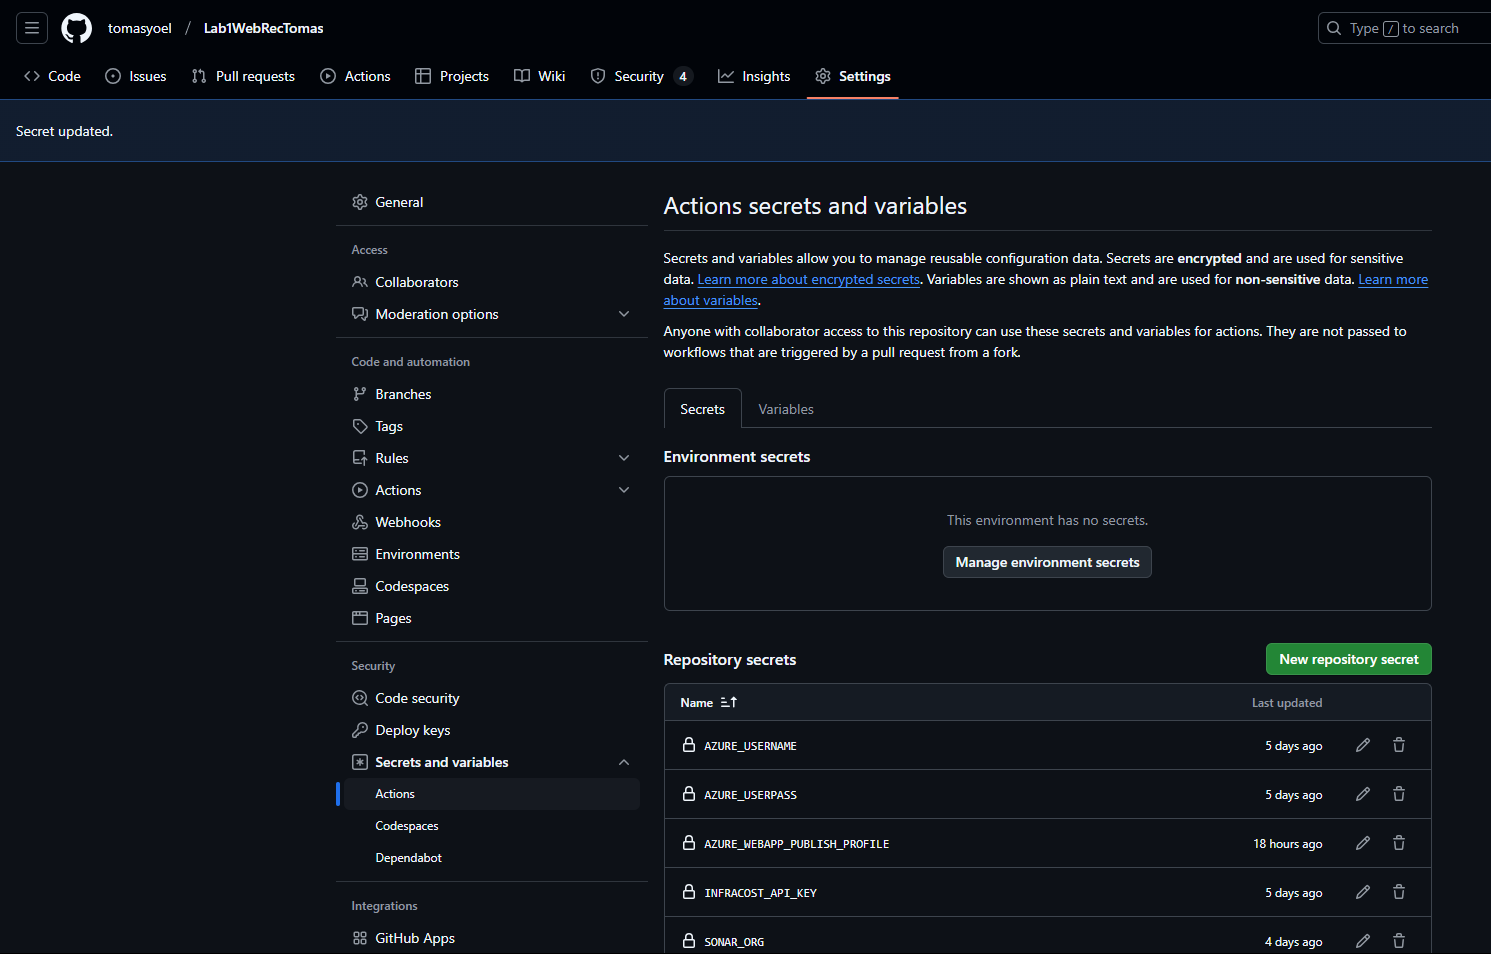 tomasyoel / Lab1WebRecTomas
Type / to search
Code
Issues
Pull requests
Actions
Projects
Wiki
Security 4
Insights
Settings
Secret updated.
General
Access
Collaborators
Moderation options
Code and automation
Branches
Tags
Rules
Actions
Webhooks
Environments
Codespaces
Pages
Security
Code security
Deploy keys
Secrets and variables
Actions
Codespaces
Dependabot
Integrations
GitHub Apps
Actions secrets and variables
Secrets and variables allow you to manage reusable configuration data. Secrets are encrypted and are used for sensitive
data. Learn more about encrypted secrets. Variables are shown as plain text and are used for non-sensitive data. Learn more
about variables.
Anyone with collaborator access to this repository can use these secrets and variables for actions. They are not passed to
workflows that are triggered by a pull request from a fork.
Secrets
Variables
Environment secrets
This environment has no secrets.
Manage environment secrets
Repository secrets
New repository secret
Name
Last updated
AZURE_USERNAME
5 days ago
AZURE_USERPASS
5 days ago
AZURE_WEBAPP_PUBLISH_PROFILE
18 hours ago
INFRACOST_API_KEY
5 days ago
SONAR_ORG
4 days ago